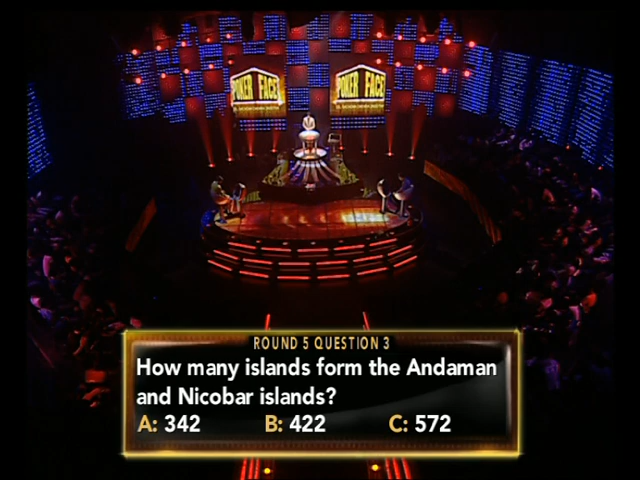 POKER FACE
POKER FACE
ROUND 5 QUESTION 3
How many islands form the Andaman
and Nicobar islands?
A: 342 B: 422 C: 572